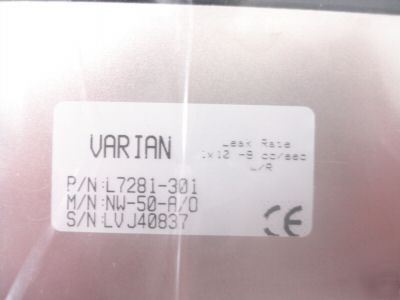 VARIAN
Leak Rate
1x10 -9 cc/sec
L/R
P/N:L7281-301
M/N:NW-50-A/O
S/N:LVJ40837
CE